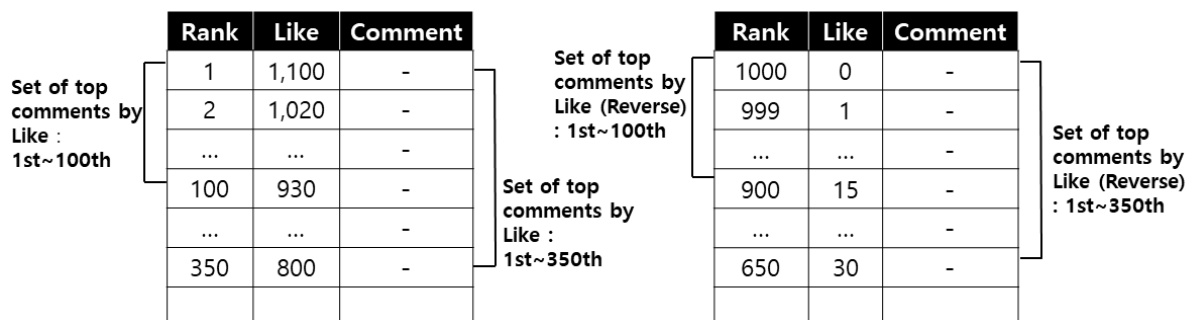 Set of top
comments by
Like :
1st~100th
Rank Like Comment
1 1,100 -
2 1,020 -
... ... -
100 930 -
... ... -
350 800 -
Set of top
comments by
Like :
1st~350th
Set of top
comments by
Like (Reverse)
: 1st~100th
Rank Like Comment
1000 0 -
999 1 -
... ... -
900 15 -
... ... -
650 30 -
Set of top
comments by
Like (Reverse)
: 1st~350th